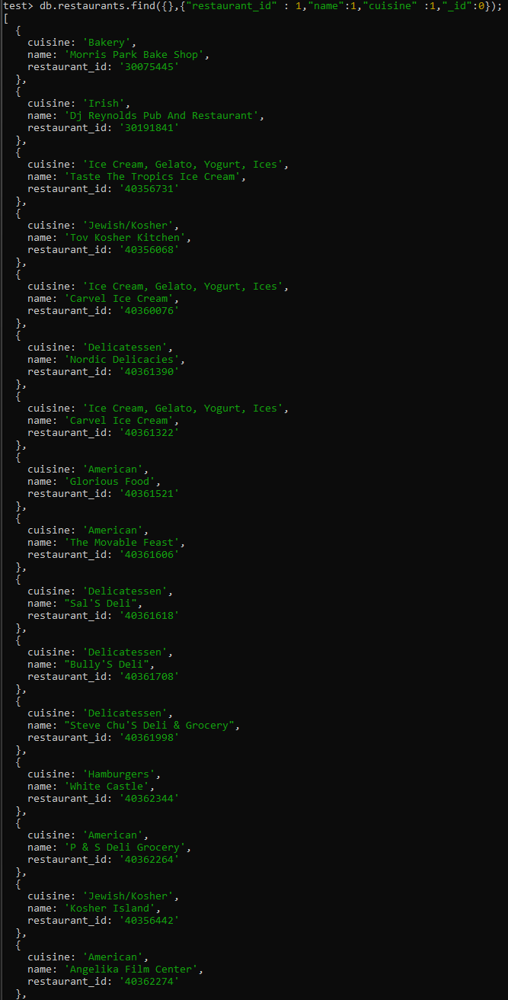 test> db.restaurants.find({},{"restaurant_id" : 1,"name":1,"cuisine" :1,"_id":0});
[
  {
    cuisine: 'Bakery',
    name: 'Morris Park Bake Shop',
    restaurant_id: '30075445'
  },
  {
    cuisine: 'Irish',
    name: 'Dj Reynolds Pub And Restaurant',
    restaurant_id: '30191841'
  },
  {
    cuisine: 'Ice Cream, Gelato, Yogurt, Ices',
    name: 'Taste The Tropics Ice Cream',
    restaurant_id: '40356731'
  },
  {
    cuisine: 'Jewish/Kosher',
    name: 'Tov Kosher Kitchen',
    restaurant_id: '40356068'
  },
  {
    cuisine: 'Ice Cream, Gelato, Yogurt, Ices',
    name: 'Carvel Ice Cream',
    restaurant_id: '40360076'
  },
  {
    cuisine: 'Delicatessen',
    name: 'Nordic Delicacies',
    restaurant_id: '40361390'
  },
  {
    cuisine: 'Ice Cream, Gelato, Yogurt, Ices',
    name: 'Carvel Ice Cream',
    restaurant_id: '40361322'
  },
  {
    cuisine: 'American',
    name: 'Glorious Food',
    restaurant_id: '40361521'
  },
  {
    cuisine: 'American',
    name: 'The Movable Feast',
    restaurant_id: '40361606'
  },
  {
    cuisine: 'Delicatessen',
    name: "Sal'S Deli",
    restaurant_id: '40361618'
  },
  {
    cuisine: 'Delicatessen',
    name: "Bully'S Deli",
    restaurant_id: '40361708'
  },
  {
    cuisine: 'Delicatessen',
    name: "Steve Chu'S Deli & Grocery",
    restaurant_id: '40361998'
  },
  {
    cuisine: 'Hamburgers',
    name: 'White Castle',
    restaurant_id: '40362344'
  },
  {
    cuisine: 'American',
    name: 'P & S Deli Grocery',
    restaurant_id: '40362264'
  },
  {
    cuisine: 'Jewish/Kosher',
    name: 'Kosher Island',
    restaurant_id: '40356442'
  },
  {
    cuisine: 'American',
    name: 'Angelika Film Center',
    restaurant_id: '40362274'
  },